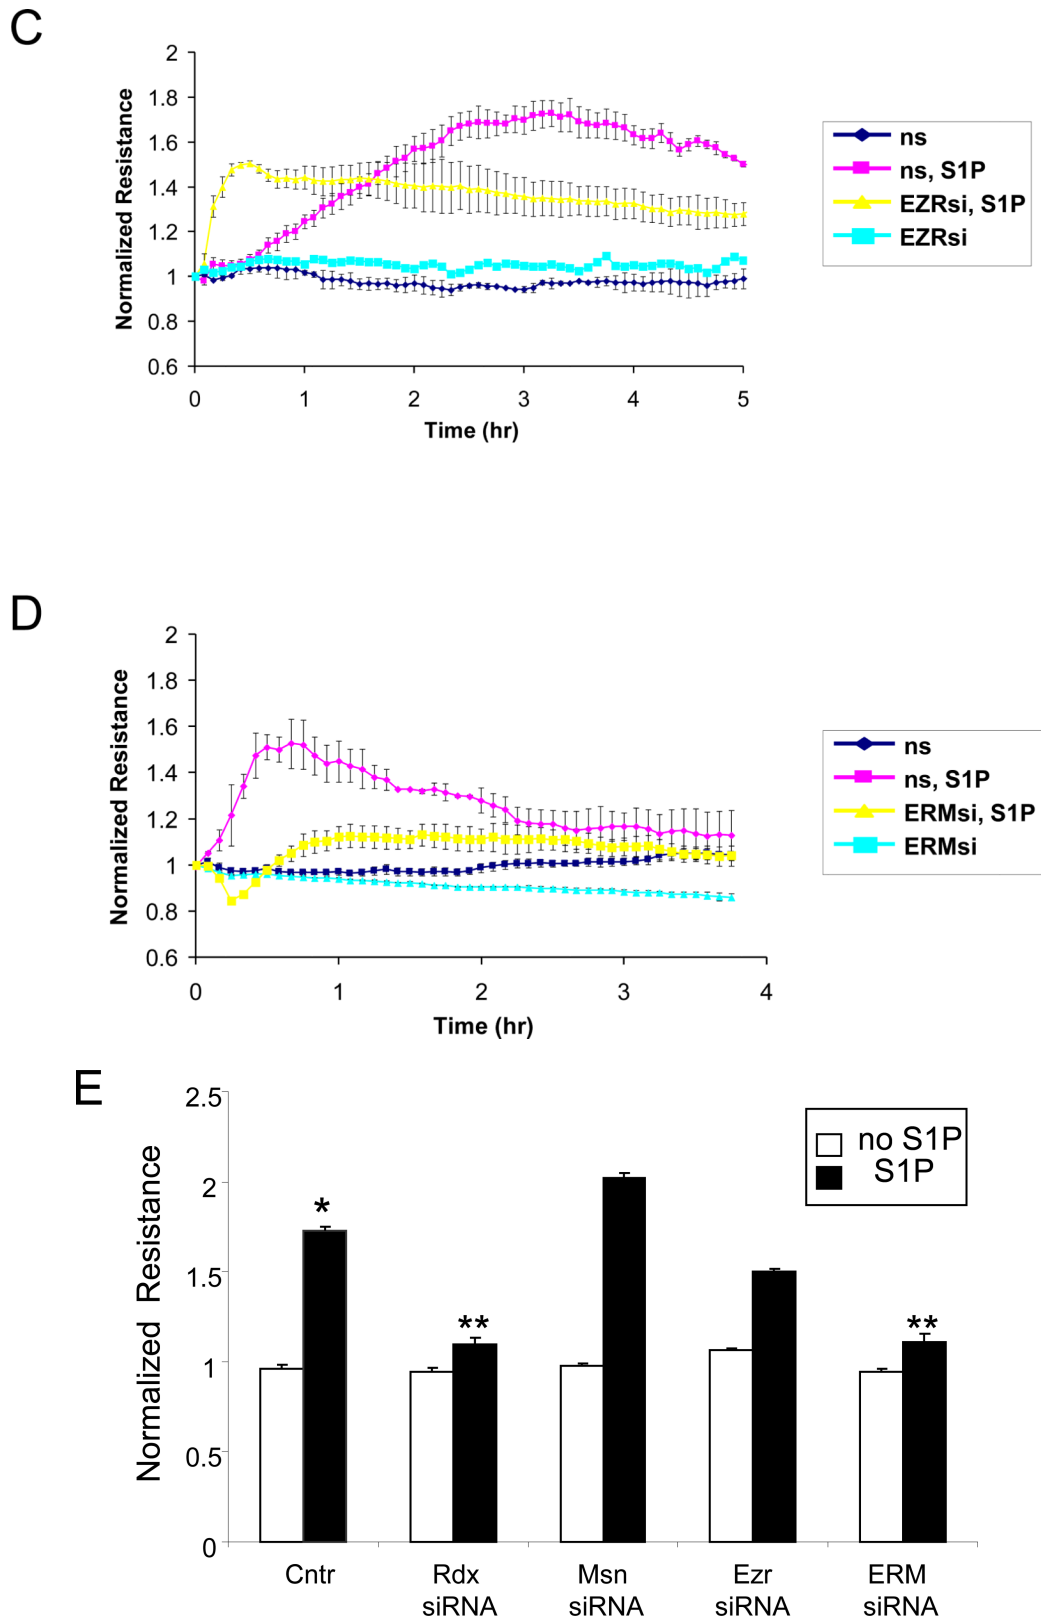 C
2
1.8
1.6
1.4
1.2
1
0.8
0.6
Normalized Resistance
0
1
2
3
4
5
Time (hr)
ns
ns, S1P
EZRsi, S1P
EZRsi
D
2
1.8
1.6
1.4
1.2
1
0.8
0.6
Normalized Resistance
0
1
2
3
4
Time (hr)
ns
ns, S1P
ERMsi, S1P
ERMsi
E
2.5
2
1.5
1
0.5
0
Normalized Resistance
no S1P
S1P
*
**
**
Cntr
Rdx
siRNA
Msn
siRNA
Ezr
siRNA
ERM
siRNA